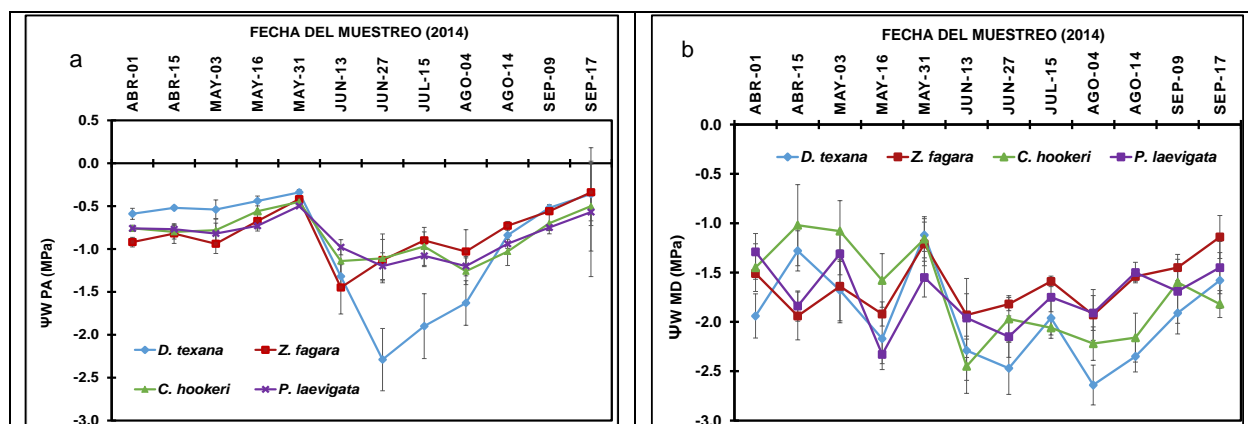 FECHA DEL MUESTREO (2014)
a
ABR-01
ABR-15
MAY-03
MAY-16
MAY-31
JUN-13
JUN-27
JUL-15
AGO-04
AGO-14
SEP-09
SEP-17
0.5
0.0
-0.5
-1.0
-1.5
-2.0
-2.5
-3.0
ΨW PA (MPa)
D. texana
Z. fagara
C. hookeri
P. laevigata
FECHA DEL MUESTREO (2014)
b
ABR-01
ABR-15
MAY-03
MAY-16
MAY-31
JUN-13
JUN-27
JUL-15
AGO-04
AGO-14
SEP-09
SEP-17
0.0
-0.5
-1.0
-1.5
-2.0
-2.5
-3.0
ΨW MD (MPa)
D. texana
Z. fagara
C. hookeri
P. laevigata